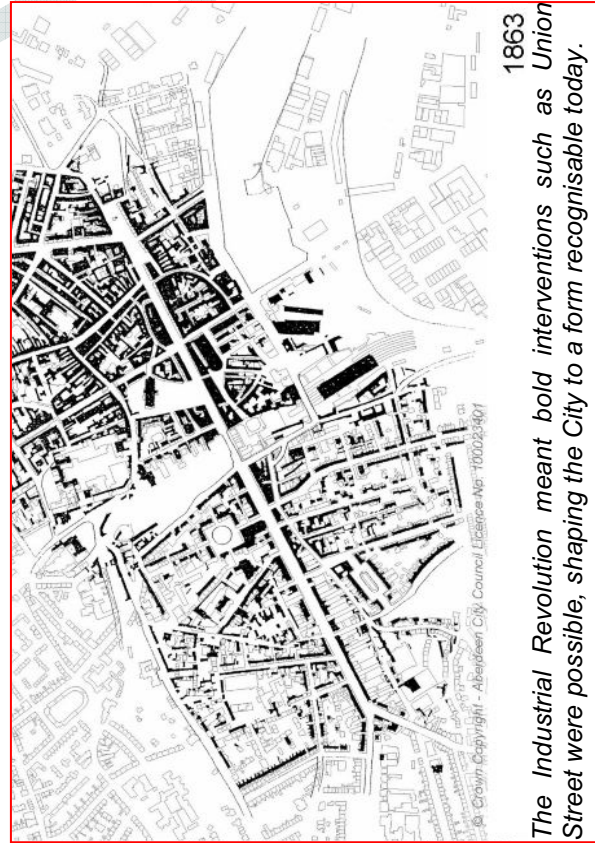 © Crown Copyright - Aberdeen City Council Licence No. 100023401
1863
The Industrial Revolution meant bold interventions such as Union
Street were possible, shaping the City to a form recognisable today.